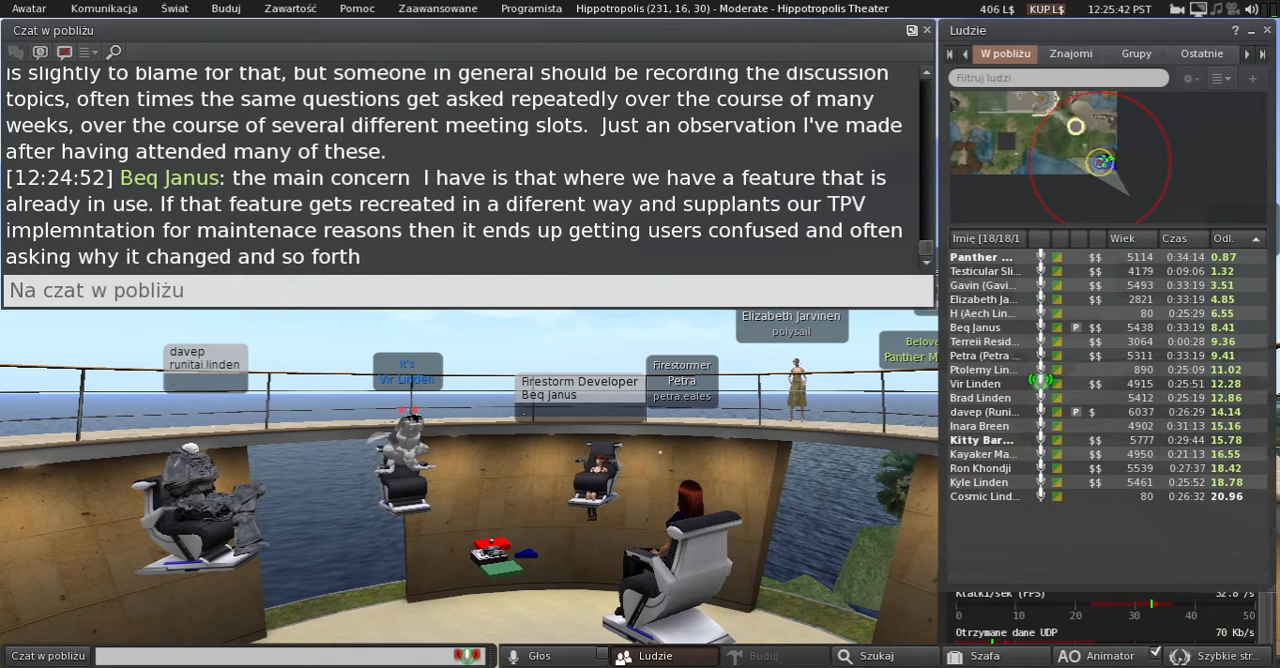 Awatar Komunikacja Świat Buduj Zawartość Pomoc Zaawansowane Programista Hippotropolis (231, 16, 30) - Moderate - Hippotropolis Theater 406 L$ KUP L$ 12:25:42 PT
Czat w pobliżu
is slightly to blame for that, but someone in general should be recording the discussion
topics, often times the same questions get asked repeatedly over the course of many
weeks, over the course of several different meeting slots.  Just an observation I've made
after having attended many of these.
[12:24:52] Beq Janus: the main concern  I have is that where we have a feature that is
already in use. If that feature gets recreated in a diferent way and supplants our TPV
implemntation for maintenace reasons then it ends up getting users confused and often
asking why it changed and so forth
Na czat w pobliżu
Elizabeth Jarvinen
polysail
davep
runitai.linden
It's
Vir Linden
Firestorm Developer
Beq Janus
Firestormer
Petra
petra.eales
Belove
Panther M
Ludzie
W pobliżu Znajomi Grupy Ostatnie
Filtruj ludzi
Imię [18/18/1 Wiek Czas Odl.
Panther ... $$ 5114 0:34:14 0.87
Testicular Sli... $$ 4179 0:09:06 1.32
Gavin (Gavi... $$ 5493 0:33:19 3.51
Elizabeth Ja... $$ 2821 0:33:19 4.85
H (Aech Lin... 80 0:25:29 6.55
Beq Janus P $$ 5438 0:33:19 8.41
Terreii Resid... $$ 3064 0:00:28 9.36
Petra (Petra ... $$ 5311 0:33:19 9.41
Ptolemy Lin... 890 0:25:09 11.02
Vir Linden $$ 4915 0:25:51 12.28
Brad Linden 5412 0:25:19 12.86
davep (Runi... P $ 6037 0:26:29 14.14
Inara Breen 4902 0:31:13 15.16
Kitty Bar... $$ 5777 0:29:44 15.78
Kayaker Ma... $$ 4950 0:21:13 16.55
Ron Khondji $$ 5539 0:27:37 18.42
Kyle Linden $$ 5461 0:25:52 18.78
Cosmic Lind... 80 0:26:32 20.96
Klatki/sek (FPS) 32.8 /s
0 10 20 30 40 50
Otrzymane dane UDP 70 Kb/s
Czat w pobliżu Głos Ludzie Buduj Szukaj Szafa AO Animator Szybkie str...